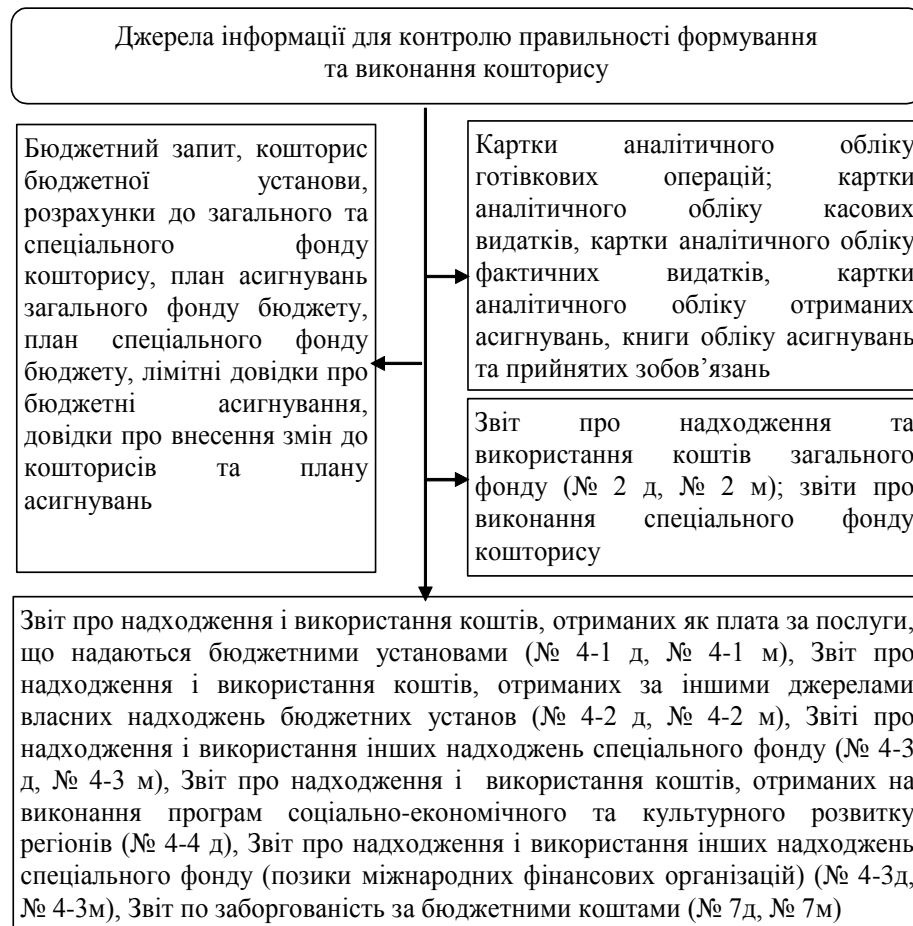 Джерела інформації для контролю правильності формування
та виконання кошторису
Бюджетний запит, кошторис
бюджетної установи,
розрахунки до загального та
спеціального фонду
кошторису, план асигнувань
загального фонду бюджету,
план спеціального фонду
бюджету, лімітні довідки про
бюджетні асигнування,
довідки про внесення змін до
кошторисів та плану
асигнувань
Картки аналітичного обліку
готівкових операцій; картки
аналітичного обліку касових
видатків, картки аналітичного обліку
фактичних видатків, картки
аналітичного обліку отриманих
асигнувань, книги обліку асигнувань
та прийнятих зобов’язань
Звіт про надходження та
використання коштів загального
фонду (№ 2 д, № 2 м); звіти про
виконання спеціального фонду
кошторису
Звіт про надходження і використання коштів, отриманих як плата за послуги,
що надаються бюджетними установами (№ 4-1 д, № 4-1 м), Звіт про
надходження і використання коштів, отриманих за іншими джерелами
власних надходжень бюджетних установ (№ 4-2 д, № 4-2 м), Звіті про
надходження і використання інших надходжень спеціального фонду (№ 4-3
д, № 4-3 м), Звіт про надходження і використання коштів, отриманих на
виконання програм соціально-економічного та культурного розвитку
регіонів (№ 4-4 д), Звіт про надходження і використання інших надходжень
спеціального фонду (позики міжнародних фінансових організацій) (№ 4-3д,
№ 4-3м), Звіт по заборгованість за бюджетними коштами (№ 7д, № 7м)